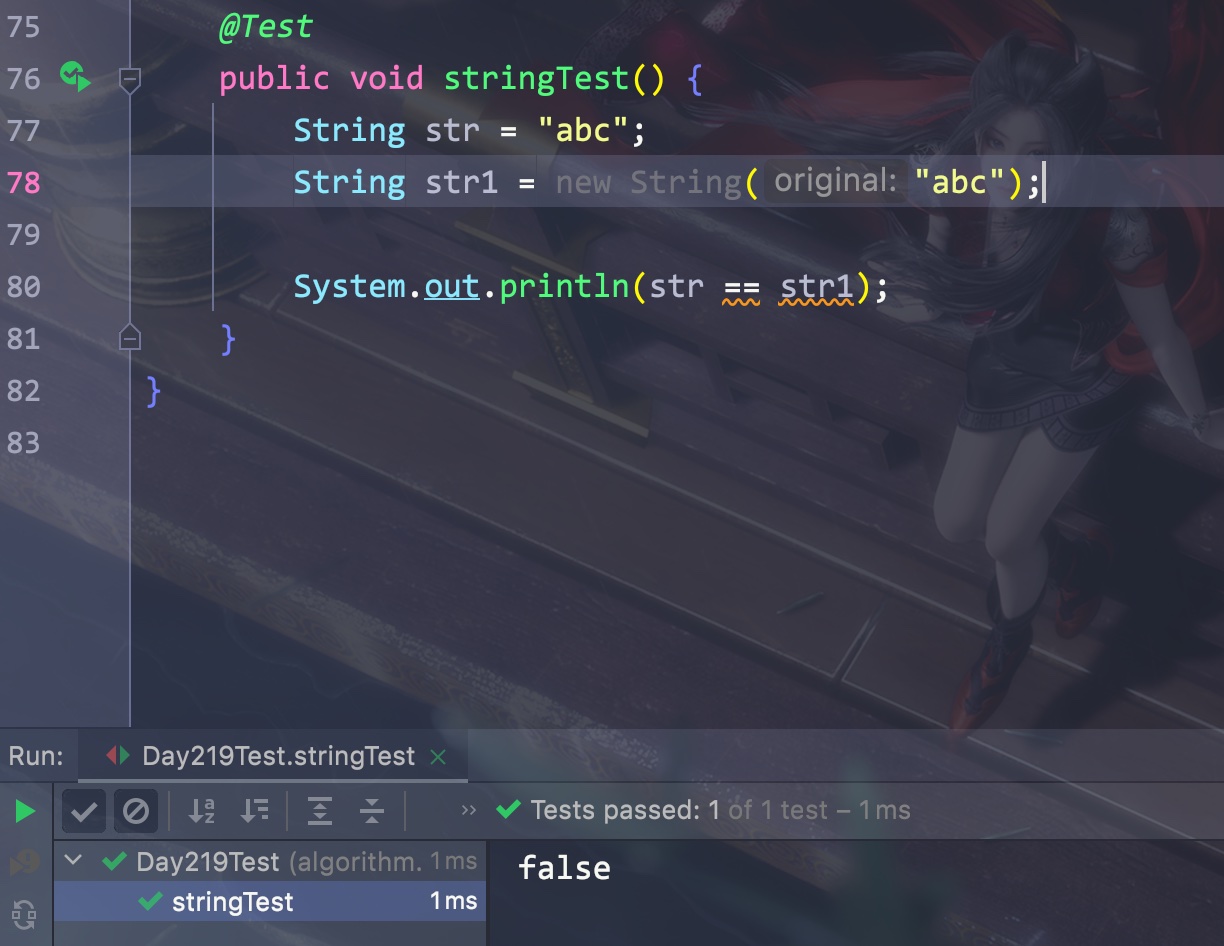 75 @Test
76 public void stringTest() {
77 String str = "abc";
78 String str1 = new String( original: "abc");
79
80 System.out.println(str == str1);
81 }
82 }
83
Run: Day219Test.stringTest ×
» Tests passed: 1 of 1 test – 1 ms
Day219Test (algorithm. 1 ms
stringTest 1 ms
false